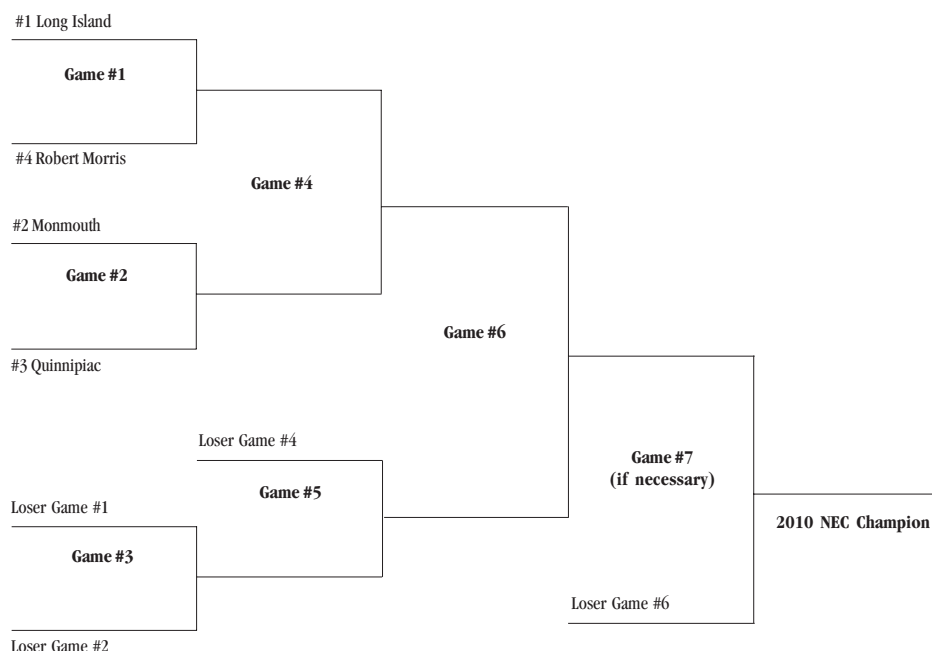 #1 Long Island
Game #1
#4 Robert Morris
Game #4
#2 Monmouth
Game #2
Game #6
#3 Quinnipiac
Loser Game #4
Game #7
(if necessary)
Game #5
Loser Game #1
2010 NEC Champion
Game #3
Loser Game #6
Loser Game #2